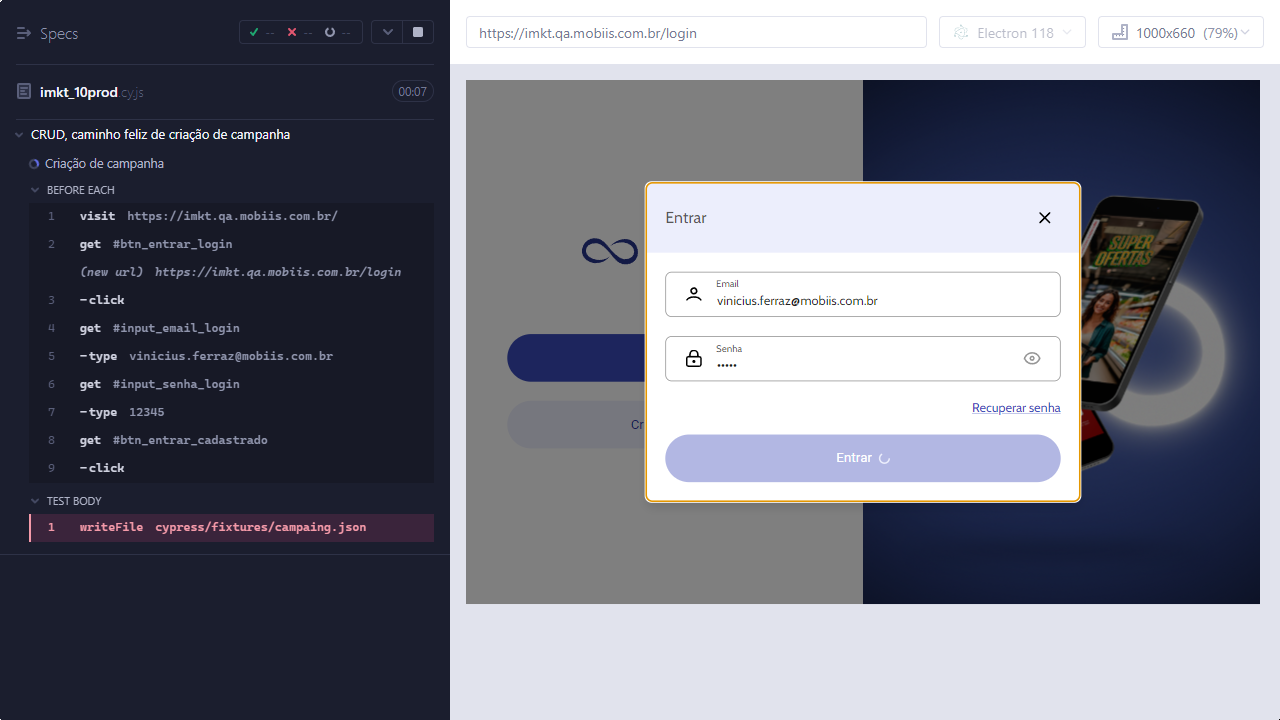 Specs
--
--
--
imkt_10prod.cy.js
00:07
CRUD, caminho feliz de criação de campanha
Criação de campanha
BEFORE EACH
1 visit https://imkt.qa.mobiis.com.br/
2 get #btn_entrar_login
(new url) https://imkt.qa.mobiis.com.br/login
3 -click
4 get #input_email_login
5 -type vinicius.ferraz@mobiis.com.br
6 get #input_senha_login
7 -type 12345
8 get #btn_entrar_cadastrado
9 -click
TEST BODY
1 writeFile cypress/fixtures/campaing.json
https://imkt.qa.mobiis.com.br/login
Electron 118
1000x660 (79%)
Entrar
Email
vinicius.ferraz@mobiis.com.br
Senha
•••••
Recuperar senha
Entrar
Cr
SUPER
OFERTAS